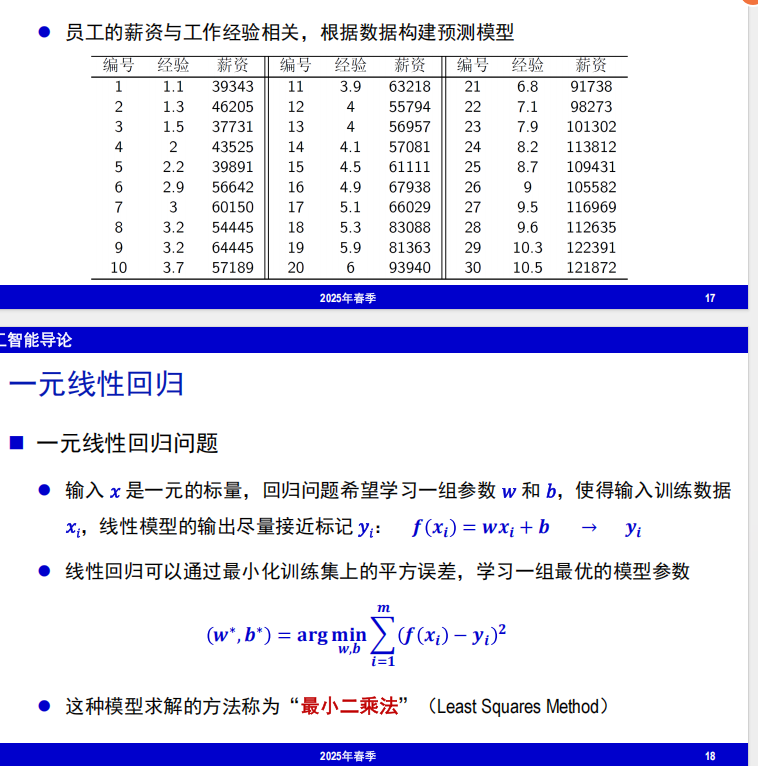 员工的薪资与工作经验相关，根据数据构建预测模型
编号 经验 薪资 编号 经验 薪资 编号 经验 薪资
1 1.1 39343 11 3.9 63218 21 6.8 91738
2 1.3 46205 12 4 55794 22 7.1 98273
3 1.5 37731 13 4 56957 23 7.9 101302
4 2 43525 14 4.1 57081 24 8.2 113812
5 2.2 39891 15 4.5 61111 25 8.7 109431
6 2.9 56642 16 4.9 67938 26 9 105582
7 3 60150 17 5.1 66029 27 9.5 116969
8 3.2 54445 18 5.3 83088 28 9.6 112635
9 3.2 64445 19 5.9 81363 29 10.3 122391
10 3.7 57189 20 6 93940 30 10.5 121872
2025年春季 17
工智能导论
一元线性回归
一元线性回归问题
输入 x 是一元的标量，回归问题希望学习一组参数 w 和 b，使得输入训练数据
xᵢ，线性模型的输出尽量接近标记 yᵢ： f(xᵢ) = wxᵢ + b → yᵢ
线性回归可以通过最小化训练集上的平方误差，学习一组最优的模型参数
(w*, b*) = arg min_{w,b} ∑_{i=1}^{m} (f(xᵢ) − yᵢ)²
这种模型求解的方法称为“最小二乘法”（Least Squares Method）
2025年春季 18